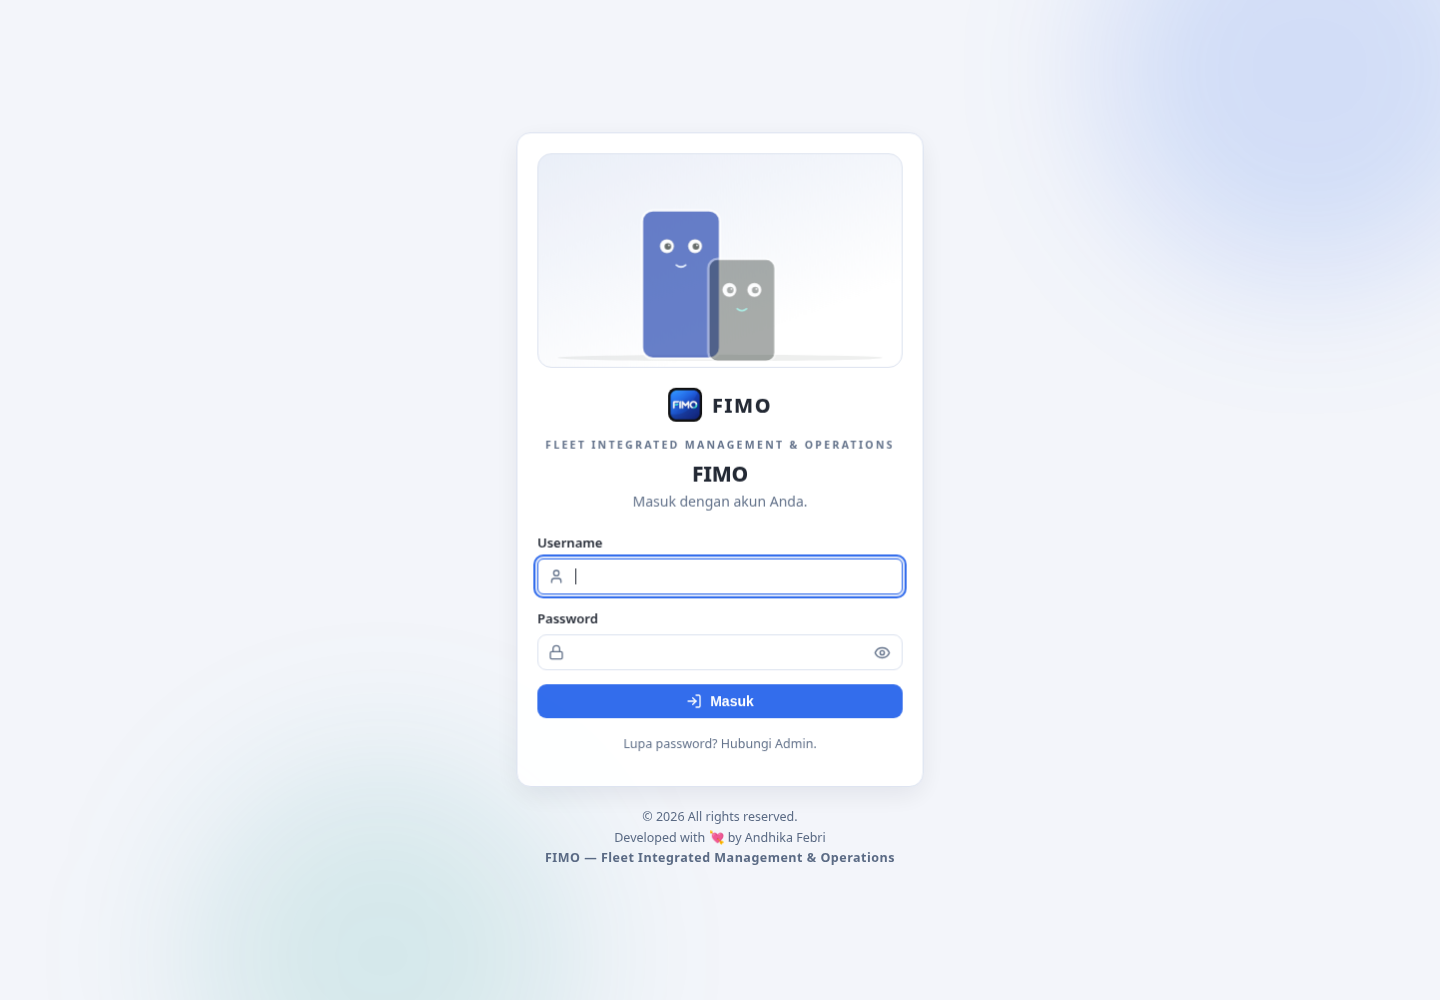 FIMO
FIMO
FLEET INTEGRATED MANAGEMENT & OPERATIONS
FIMO
Masuk dengan akun Anda.
Username
Password
Masuk
Lupa password? Hubungi Admin.
© 2026 All rights reserved.
Developed with 💘 by Andhika Febri
FIMO — Fleet Integrated Management & Operations